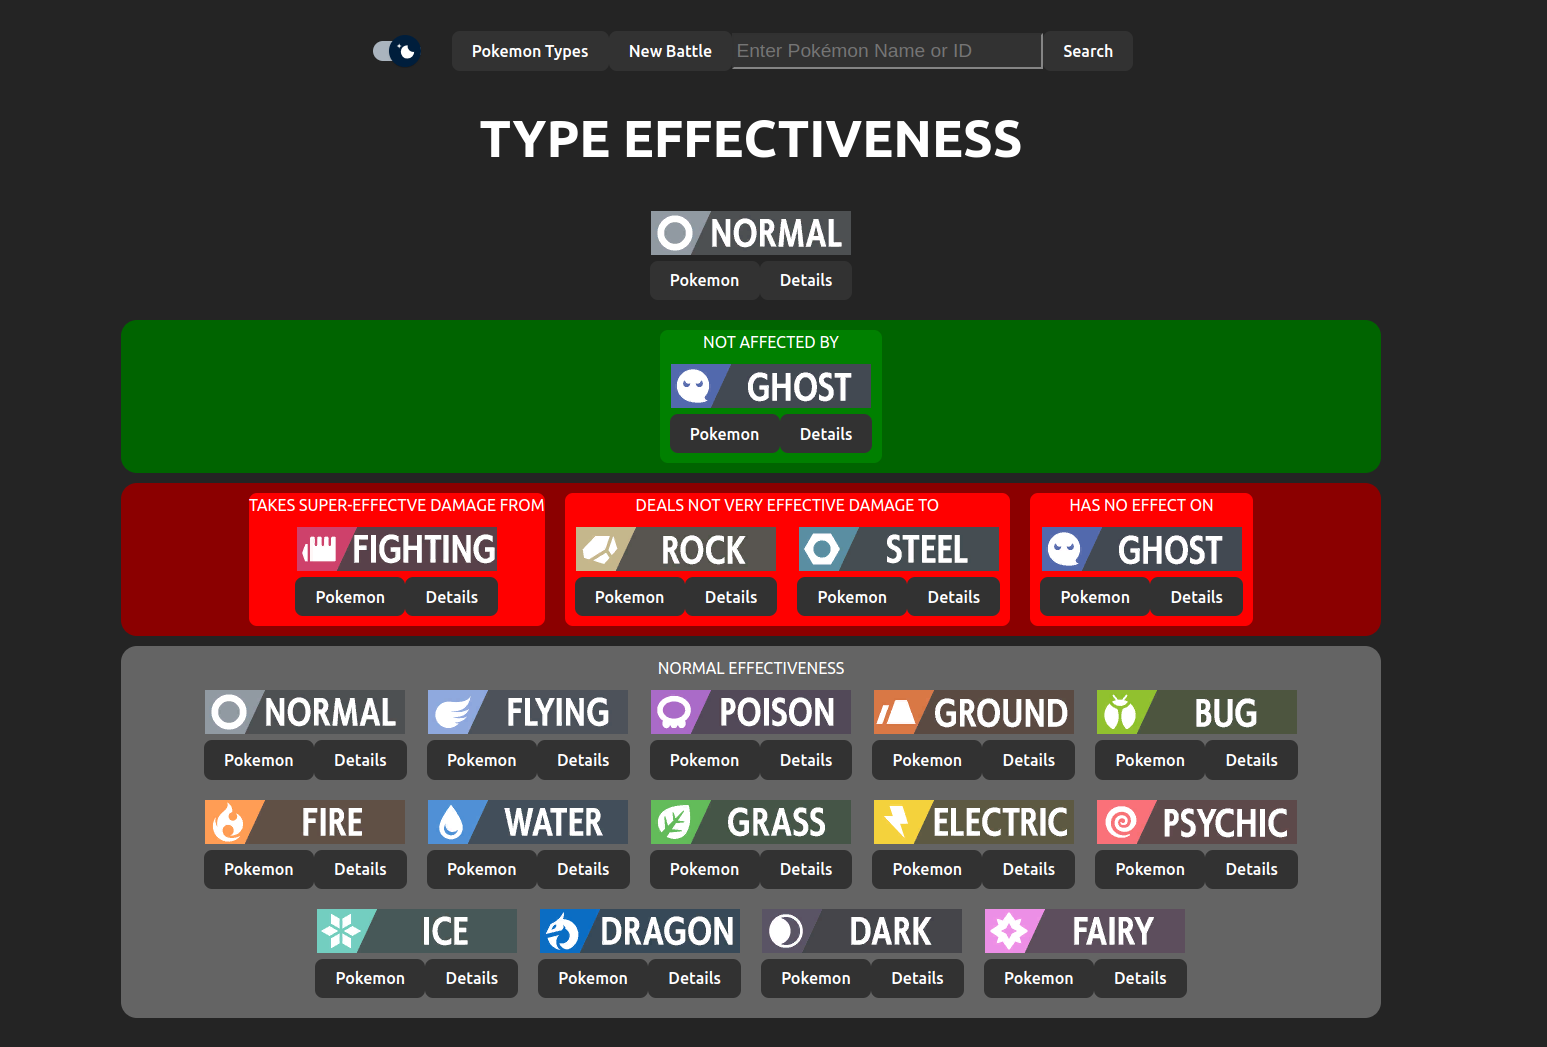 Pokemon Types New Battle Enter Pokémon Name or ID Search
TYPE EFFECTIVENESS
NORMAL
Pokemon Details
NOT AFFECTED BY
GHOST
Pokemon Details
TAKES SUPER-EFFECTVE DAMAGE FROM
FIGHTING
Pokemon Details
DEALS NOT VERY EFFECTIVE DAMAGE TO
ROCK STEEL
Pokemon Details Pokemon Details
HAS NO EFFECT ON
GHOST
Pokemon Details
NORMAL EFFECTIVENESS
NORMAL FLYING POISON GROUND BUG
Pokemon Details Pokemon Details Pokemon Details Pokemon Details Pokemon Details
FIRE WATER GRASS ELECTRIC PSYCHIC
Pokemon Details Pokemon Details Pokemon Details Pokemon Details Pokemon Details
ICE DRAGON DARK FAIRY
Pokemon Details Pokemon Details Pokemon Details Pokemon Details